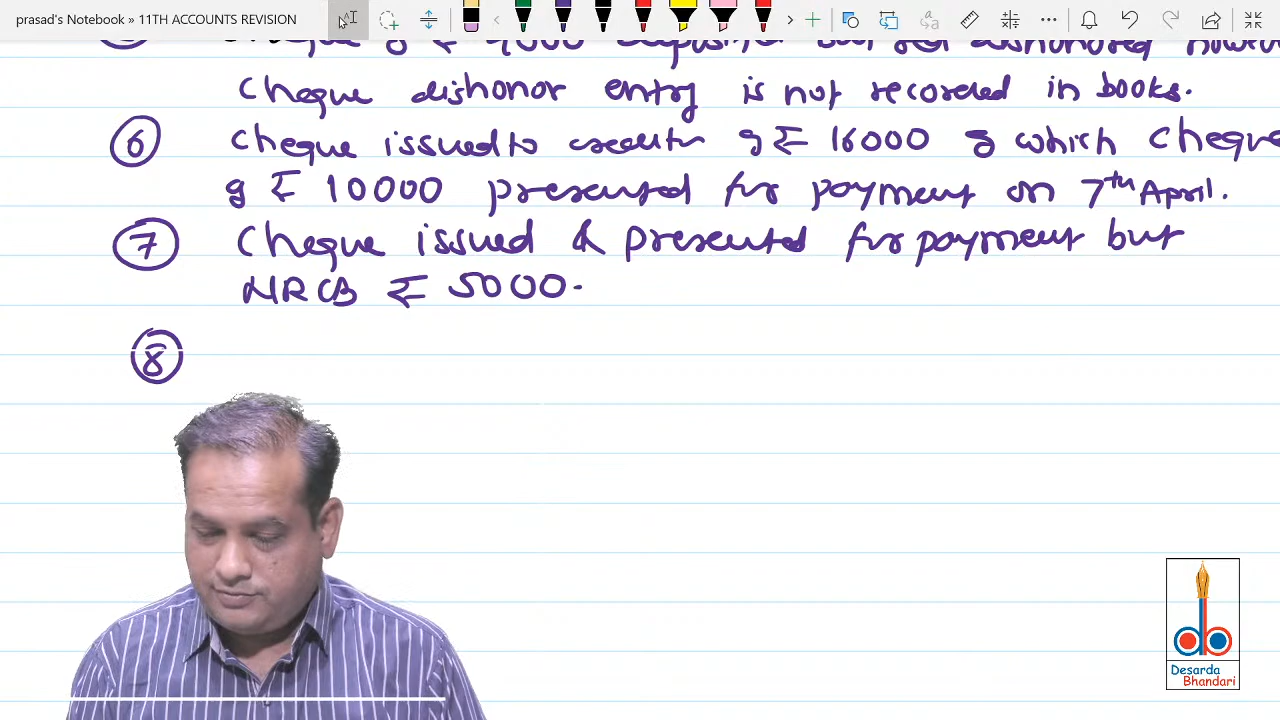 prasad's Notebook » 11TH ACCOUNTS REVISION
Cheque dishonor entry is not recorded in books.
6 Cheque issued to creditor of ₹ 16000 of which Cheque
of ₹ 10000 presented for payment on 7th April.
7 Cheque issued & presented for payment but
NRCB ₹ 5000.
8
Desarda
Bhandari